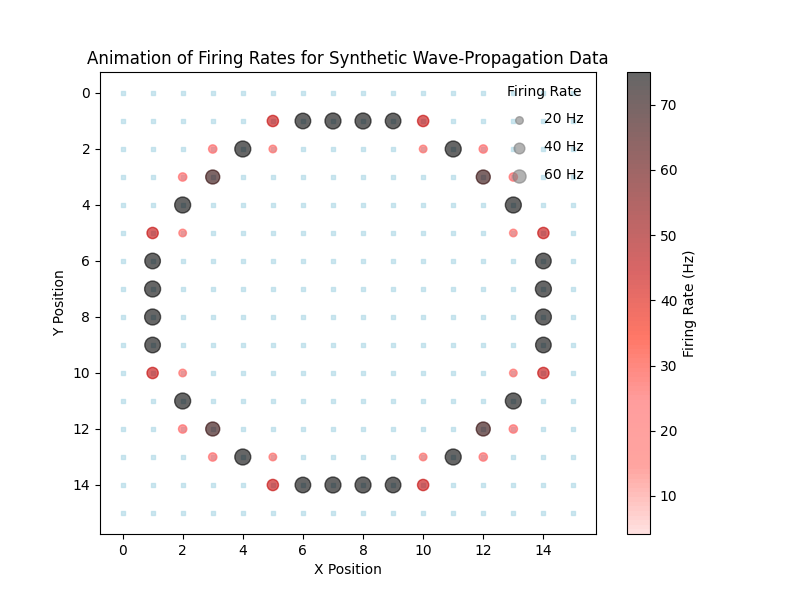 Animation of Firing Rates for Synthetic Wave-Propagation Data
Firing Rate
20 Hz
40 Hz
60 Hz
0
2
4
6
8
10
12
14
Y Position
0 2 4 6 8 10 12 14
X Position
70
60
50
40
30
20
10
Firing Rate (Hz)